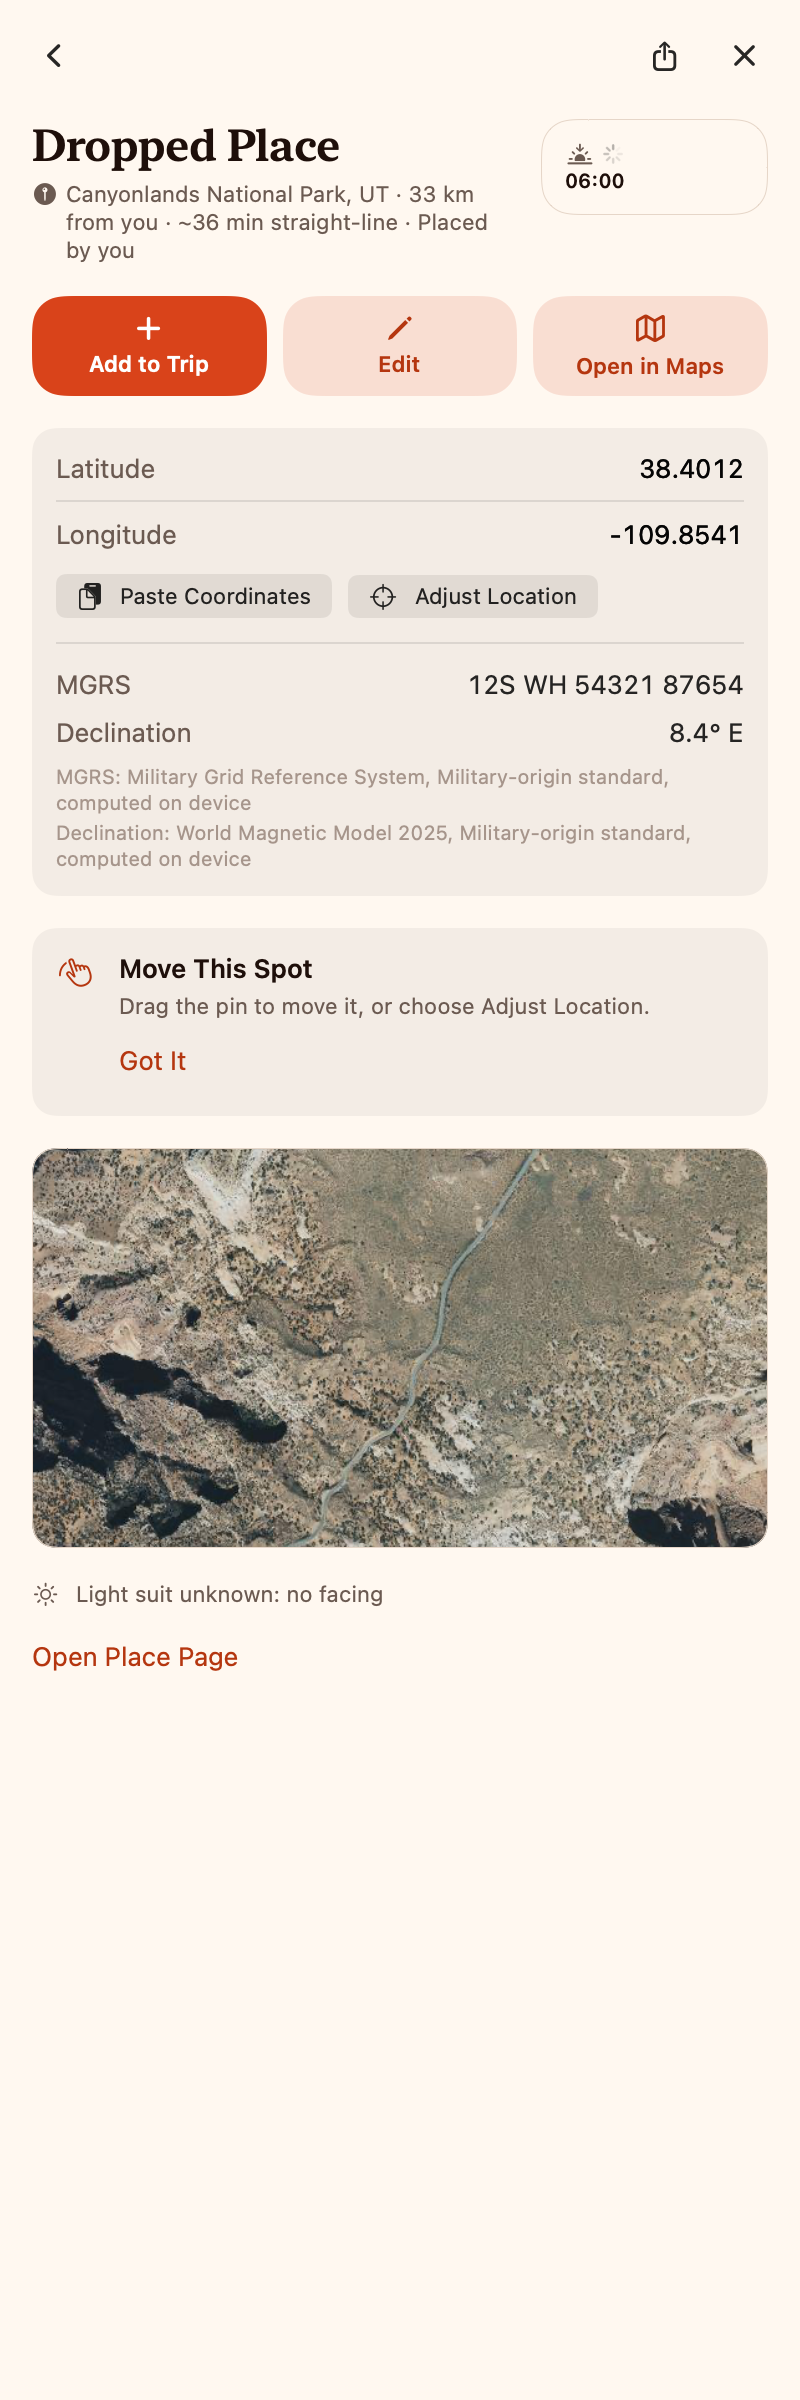 Dropped Place
Canyonlands National Park, UT · 33 km
from you · ~36 min straight-line · Placed
by you
06:00
Add to Trip
Edit
Open in Maps
Latitude
38.4012
Longitude
-109.8541
Paste Coordinates
Adjust Location
MGRS
12S WH 54321 87654
Declination
8.4° E
MGRS: Military Grid Reference System, Military-origin standard,
computed on device
Declination: World Magnetic Model 2025, Military-origin standard,
computed on device
Move This Spot
Drag the pin to move it, or choose Adjust Location.
Got It
Light suit unknown: no facing
Open Place Page